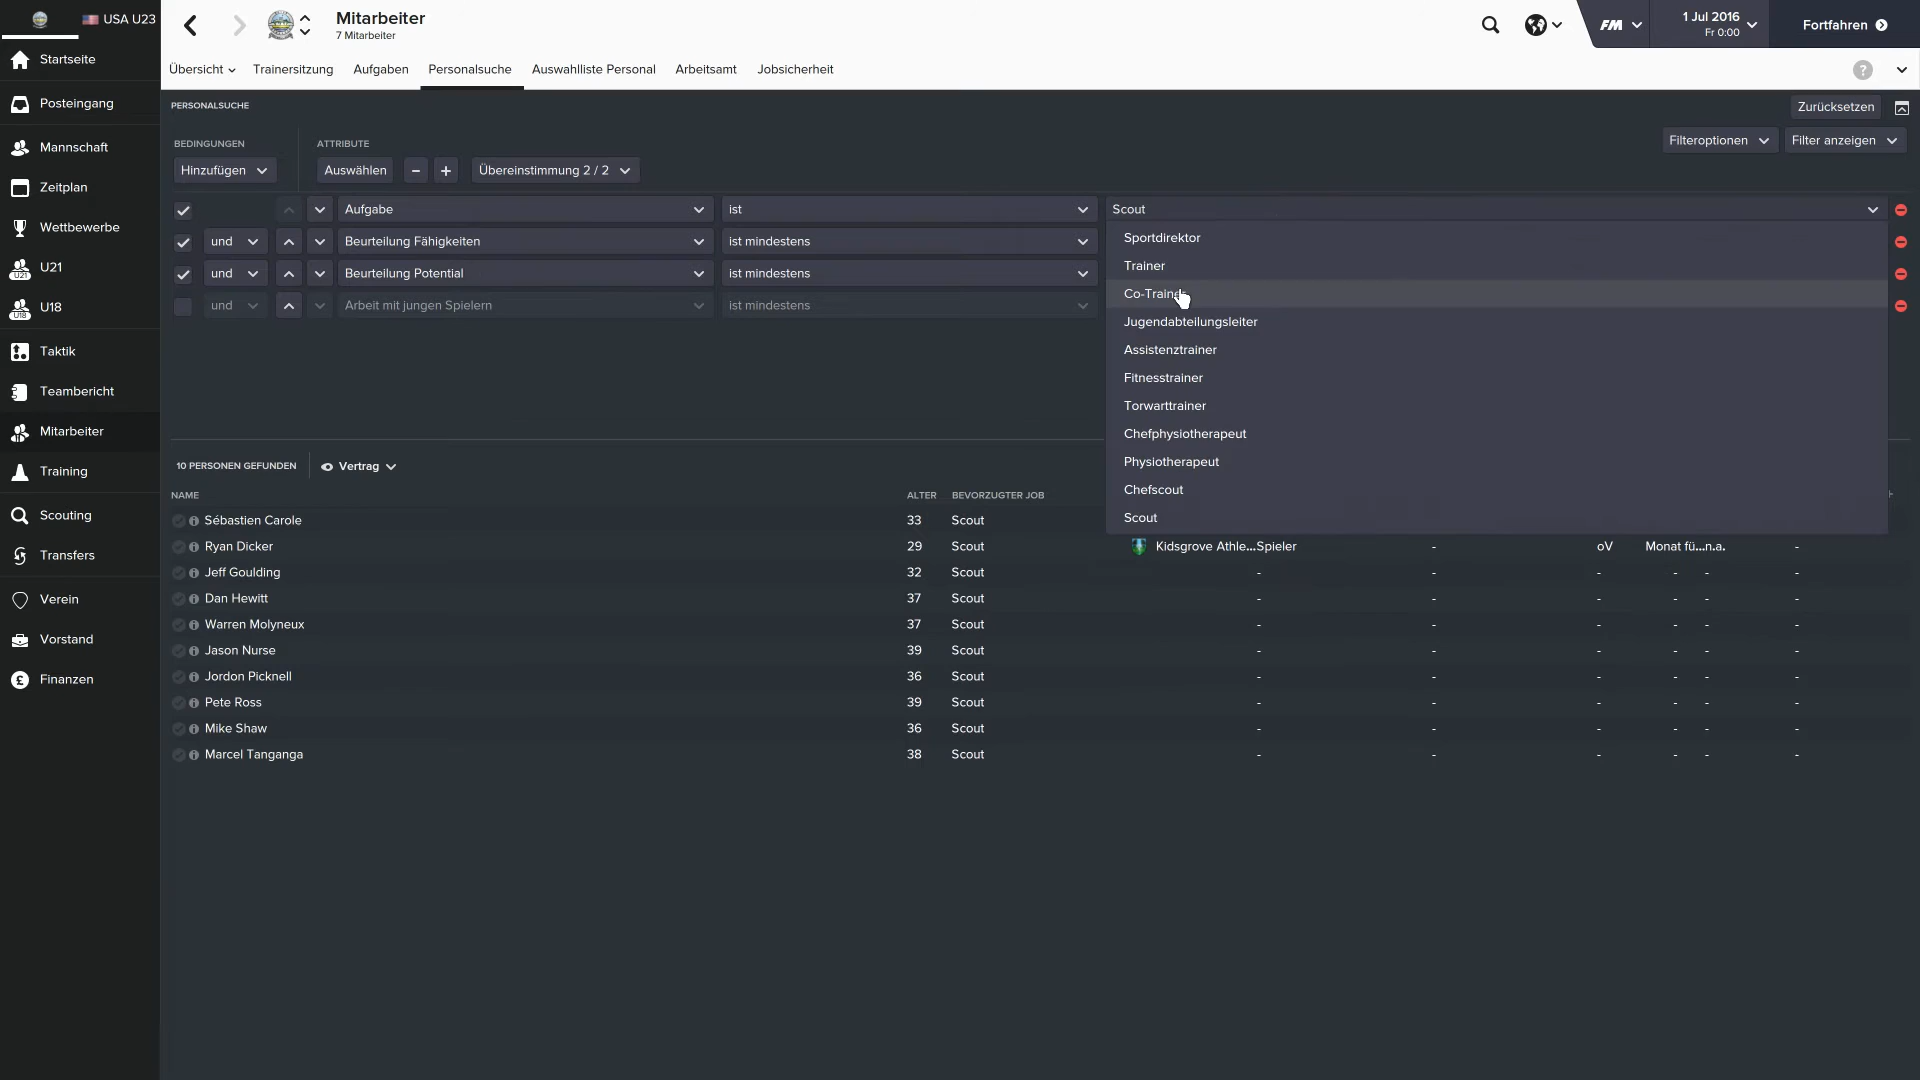 USA U23
Mitarbeiter
7 Mitarbeiter
FM
1 Jul 2016
Fr 0:00
Fortfahren
Übersicht
Trainersitzung
Aufgaben
Personalsuche
Auswahlliste Personal
Arbeitsamt
Jobsicherheit
?
Startseite
Posteingang
Mannschaft
Zeitplan
Wettbewerbe
U21
U18
Taktik
Teambericht
Mitarbeiter
Training
Scouting
Transfers
Verein
Vorstand
Finanzen
PERSONALSUCHE
Zurücksetzen
BEDINGUNGEN
ATTRIBUTE
Filteroptionen
Filter anzeigen
Hinzufügen
Auswählen
- +
Übereinstimmung 2 / 2
Aufgabe ist Scout
und Beurteilung Fähigkeiten ist mindestens
und Beurteilung Potential ist mindestens
und Arbeit mit jungen Spielern ist mindestens
Sportdirektor
Trainer
Co-Trainer
Jugendabteilungsleiter
Assistenztrainer
Fitnesstrainer
Torwarttrainer
Chefphysiotherapeut
Physiotherapeut
Chefscout
Scout
10 PERSONEN GEFUNDEN
Vertrag
NAME ALTER BEVORZUGTER JOB
Sébastien Carole 33 Scout
Ryan Dicker 29 Scout Kidsgrove Athle...Spieler - oV Monat fü...n.a. -
Jeff Goulding 32 Scout - - - - - -
Dan Hewitt 37 Scout - - - - - -
Warren Molyneux 37 Scout - - - - - -
Jason Nurse 39 Scout - - - - - -
Jordon Picknell 36 Scout - - - - - -
Pete Ross 39 Scout - - - - - -
Mike Shaw 36 Scout - - - - - -
Marcel Tanganga 38 Scout - - - - - -